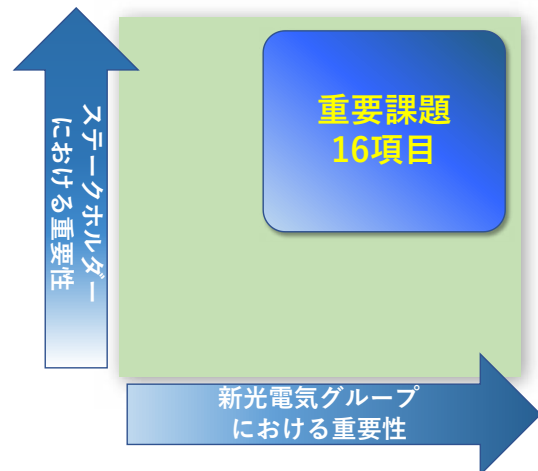 重要課題
16項目
ステークホルダー
における重要性
新光電気グループ
における重要性